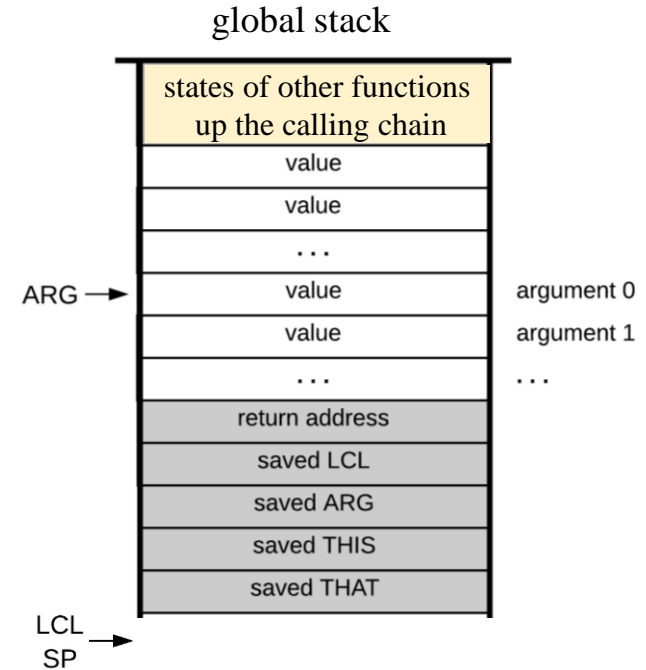 global stack
states of other functions
up the calling chain
value
value
...
ARG
value
argument 0
value
argument 1
...
...
return address
saved LCL
saved ARG
saved THIS
saved THAT
LCL
SP